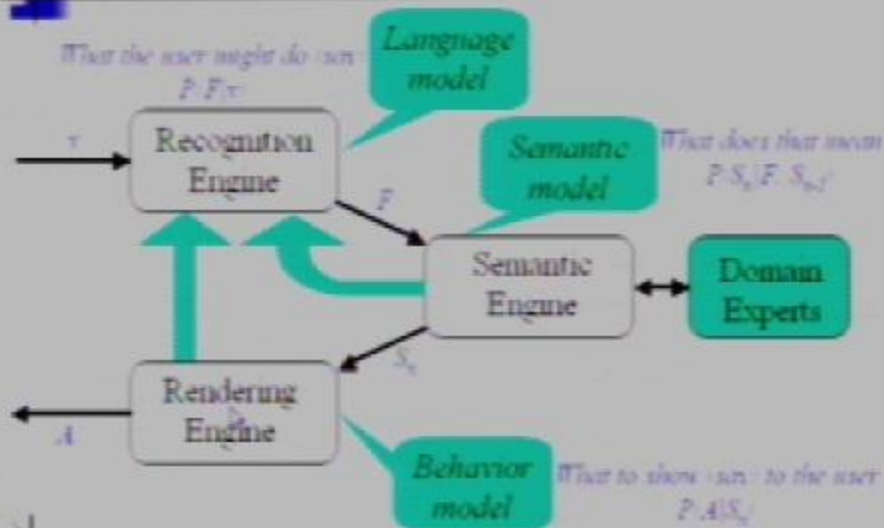 What the user might do (say)
P(F|x)
Language
model
x
Recognition
Engine
Semantic
model
What does that mean
P(Sn|F, Sn-1)
F
Semantic
Engine
Domain
Experts
Sn
Rendering
Engine
A
Behavior
model
What to show (say) to the user
P(A|Sn)